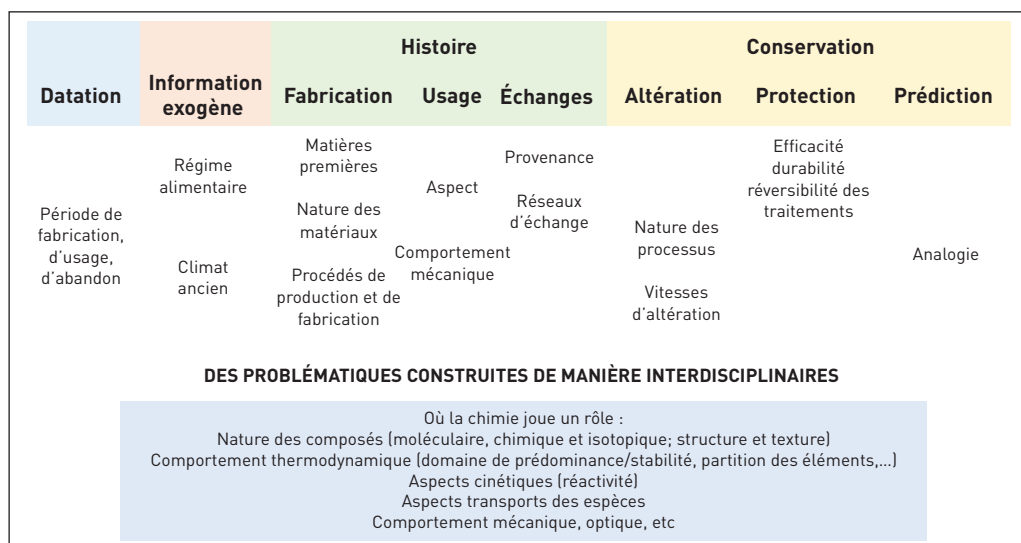 Histoire
Conservation
Datation
Information
exogène
Fabrication
Usage
Échanges
Altération
Protection
Prédiction
Période de
fabrication,
d’usage,
d’abandon
Régime
alimentaire
Climat
ancien
Matières
premières
Nature des
matériaux
Procédés de
production et de
fabrication
Aspect
Comportement
mécanique
Provenance
Réseaux
d’échange
Nature des
processus
Vitesses
d’altération
Efficacité
durabilité
réversibilité des
traitements
Analogie
DES PROBLÉMATIQUES CONSTRUITES DE MANIÈRE INTERDISCIPLINAIRES
Où la chimie joue un rôle :
Nature des composés (moléculaire, chimique et isotopique; structure et texture)
Comportement thermodynamique (domaine de prédominance/stabilité, partition des éléments,...)
Aspects cinétiques (réactivité)
Aspects transports des espèces
Comportement mécanique, optique, etc